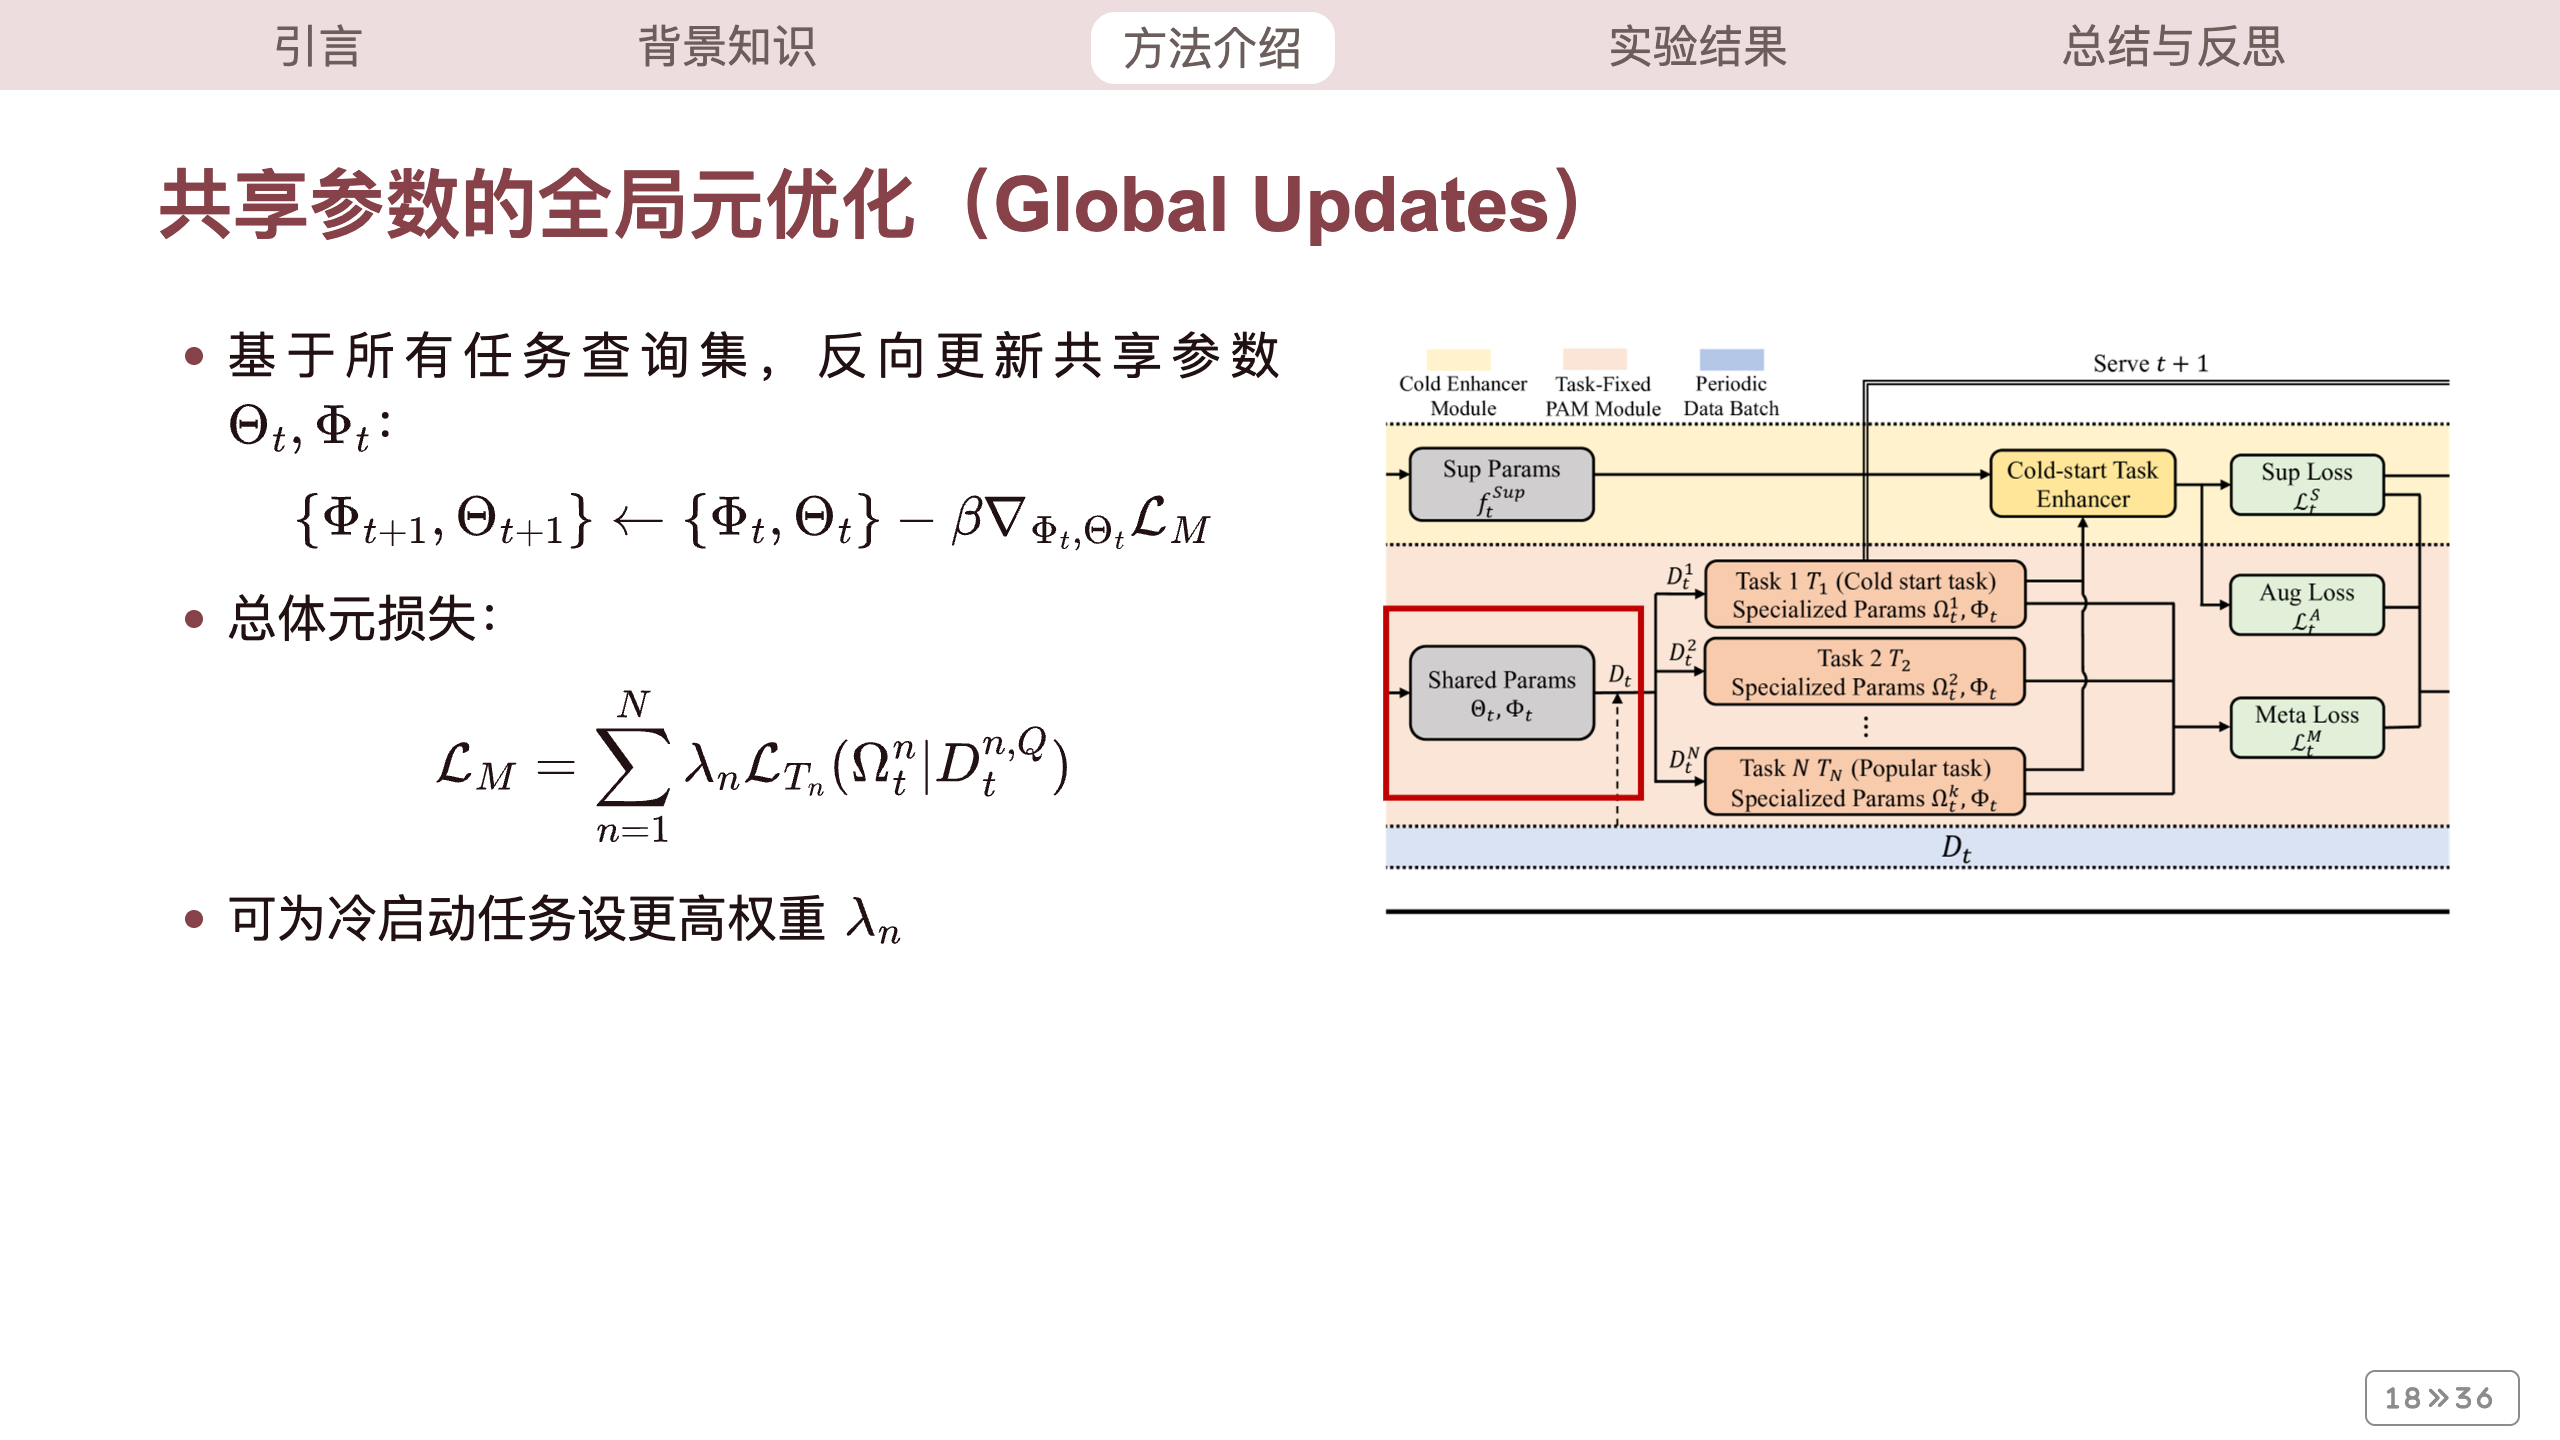 引言
背景知识
方法介绍
实验结果
总结与反思
共享参数的全局元优化（Global Updates）
基于所有任务查询集，反向更新共享参数
Θ_t, Φ_t：
{Φ_{t+1}, Θ_{t+1}} ← {Φ_t, Θ_t} − β∇_{Φ_t,Θ_t} ℒ_M
总体元损失：
ℒ_M = ∑_{n=1}^{N} λ_n ℒ_{T_n}(Ω_t^n | D_t^{n,Q})
可为冷启动任务设更高权重 λ_n
Cold Enhancer
Module
Task-Fixed
PAM Module
Periodic
Data Batch
Serve t + 1
Sup Params
f_t^{Sup}
Cold-start Task
Enhancer
Sup Loss
ℒ_t^S
D_t^1
Task 1 T_1 (Cold start task)
Specialized Params Ω_t^1, Φ_t
Aug Loss
ℒ_t^A
Shared Params
Θ_t, Φ_t
D_t
D_t^2
Task 2 T_2
Specialized Params Ω_t^2, Φ_t
⋮
Meta Loss
ℒ_t^M
D_t^N
Task N T_N (Popular task)
Specialized Params Ω_t^k, Φ_t
D_t
18»36